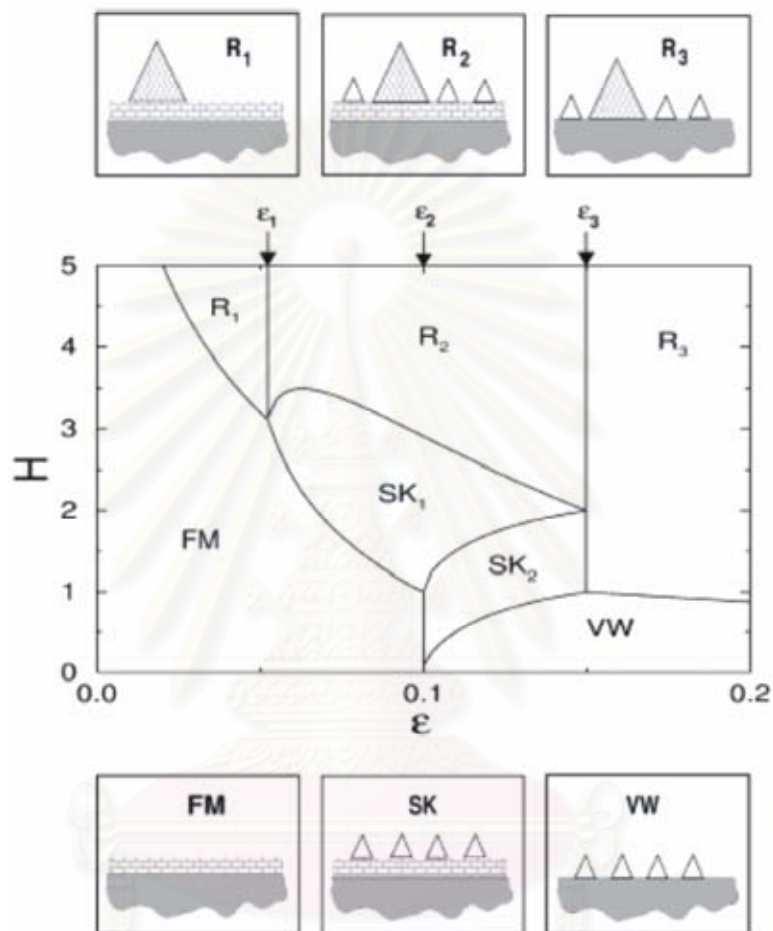 R₁ R₂ R₃
ε₁ ε₂ ε₃
5
R₁
R₂
R₃
4
3
H
SK₁
2
FM
SK₂
1
VW
0
0.0 0.1 0.2
ε
FM SK VW